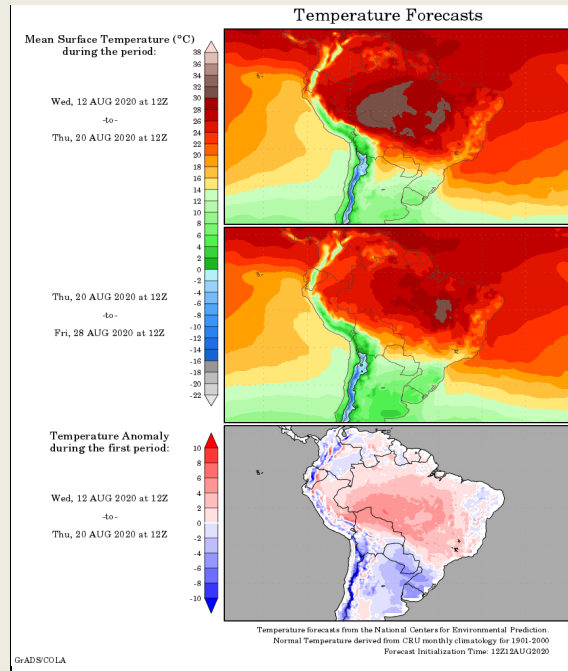 Temperature Forecasts
Mean Surface Temperature (°C)
during the period:
Wed, 12 AUG 2020 at 12Z
-to-
Thu, 20 AUG 2020 at 12Z
38
36
34
32
30
28
26
24
22
20
18
16
14
12
10
8
6
4
2
0
-2
-4
-6
-8
-10
-12
-14
-16
-18
-20
-22
Thu, 20 AUG 2020 at 12Z
-to-
Fri, 28 AUG 2020 at 12Z
Temperature Anomaly
during the first period:
Wed, 12 AUG 2020 at 12Z
-to-
Thu, 20 AUG 2020 at 12Z
10
8
6
4
2
0
-2
-4
-6
-8
-10
Temperature forecasts from the National Centers for Environmental Prediction.
Normal Temperature derived from CRU monthly climatology for 1901-2000
Forecast Initialization Time: 12Z12AUG2020
GrADS/COLA